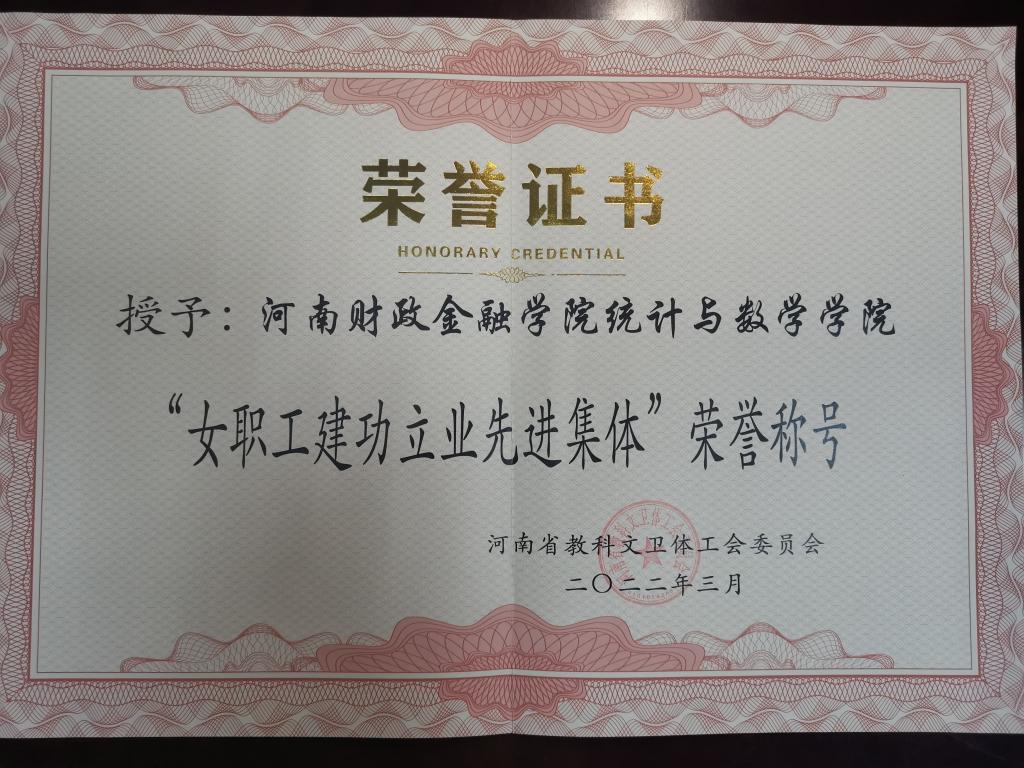 荣誉证书
HONORARY CREDENTIAL
授予：河南财政金融学院统计与数学学院
“女职工建功立业先进集体”荣誉称号
河南省教科文卫体工会委员会
二〇二二年三月